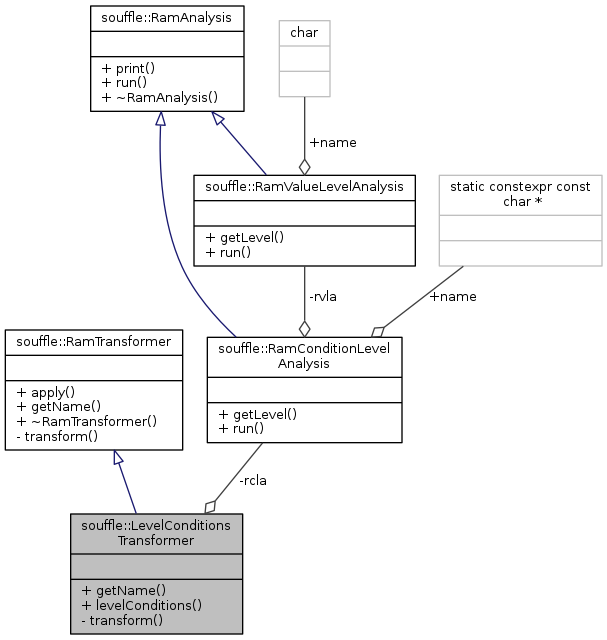 souffle::RamAnalysis
+ print()
+ run()
+ ~RamAnalysis()
char
+name
souffle::RamValueLevelAnalysis
+ getLevel()
+ run()
static constexpr const
char *
-rvla
+name
souffle::RamTransformer
+ apply()
+ getName()
+ ~RamTransformer()
- transform()
souffle::RamConditionLevel
Analysis
+ getLevel()
+ run()
-rcla
souffle::LevelConditions
Transformer
+ getName()
+ levelConditions()
- transform()